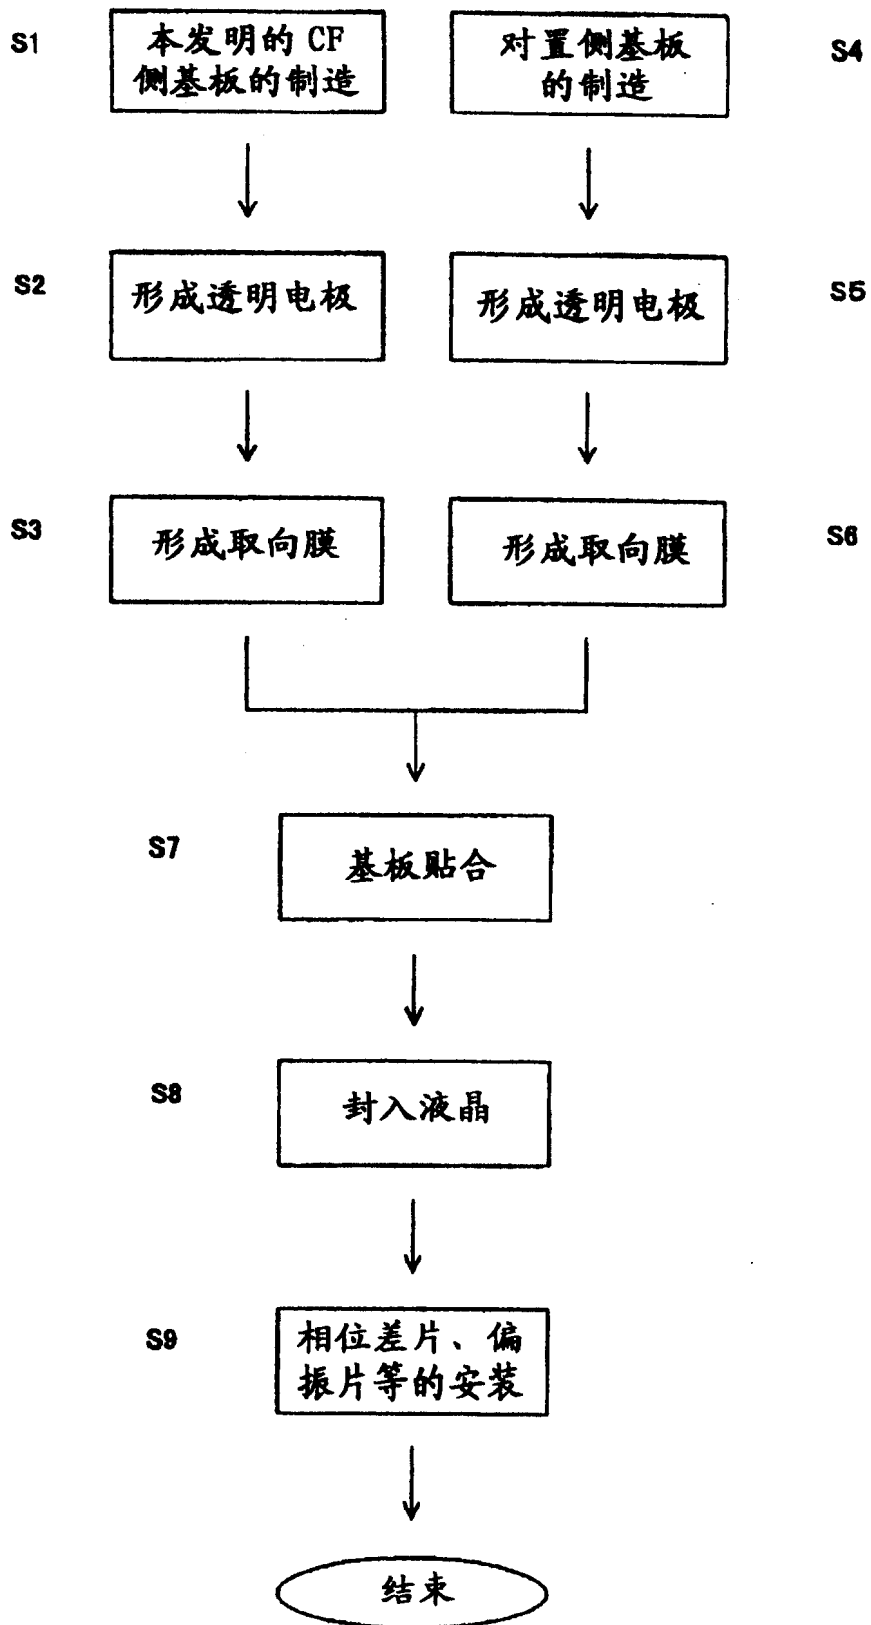 S1
本发明的 CF
侧基板的制造
对置侧基板
的制造
S4
S2
形成透明电极
形成透明电极
S5
S3
形成取向膜
形成取向膜
S6
S7
基板贴合
S8
封入液晶
S9
相位差片、偏
振片等的安装
结束